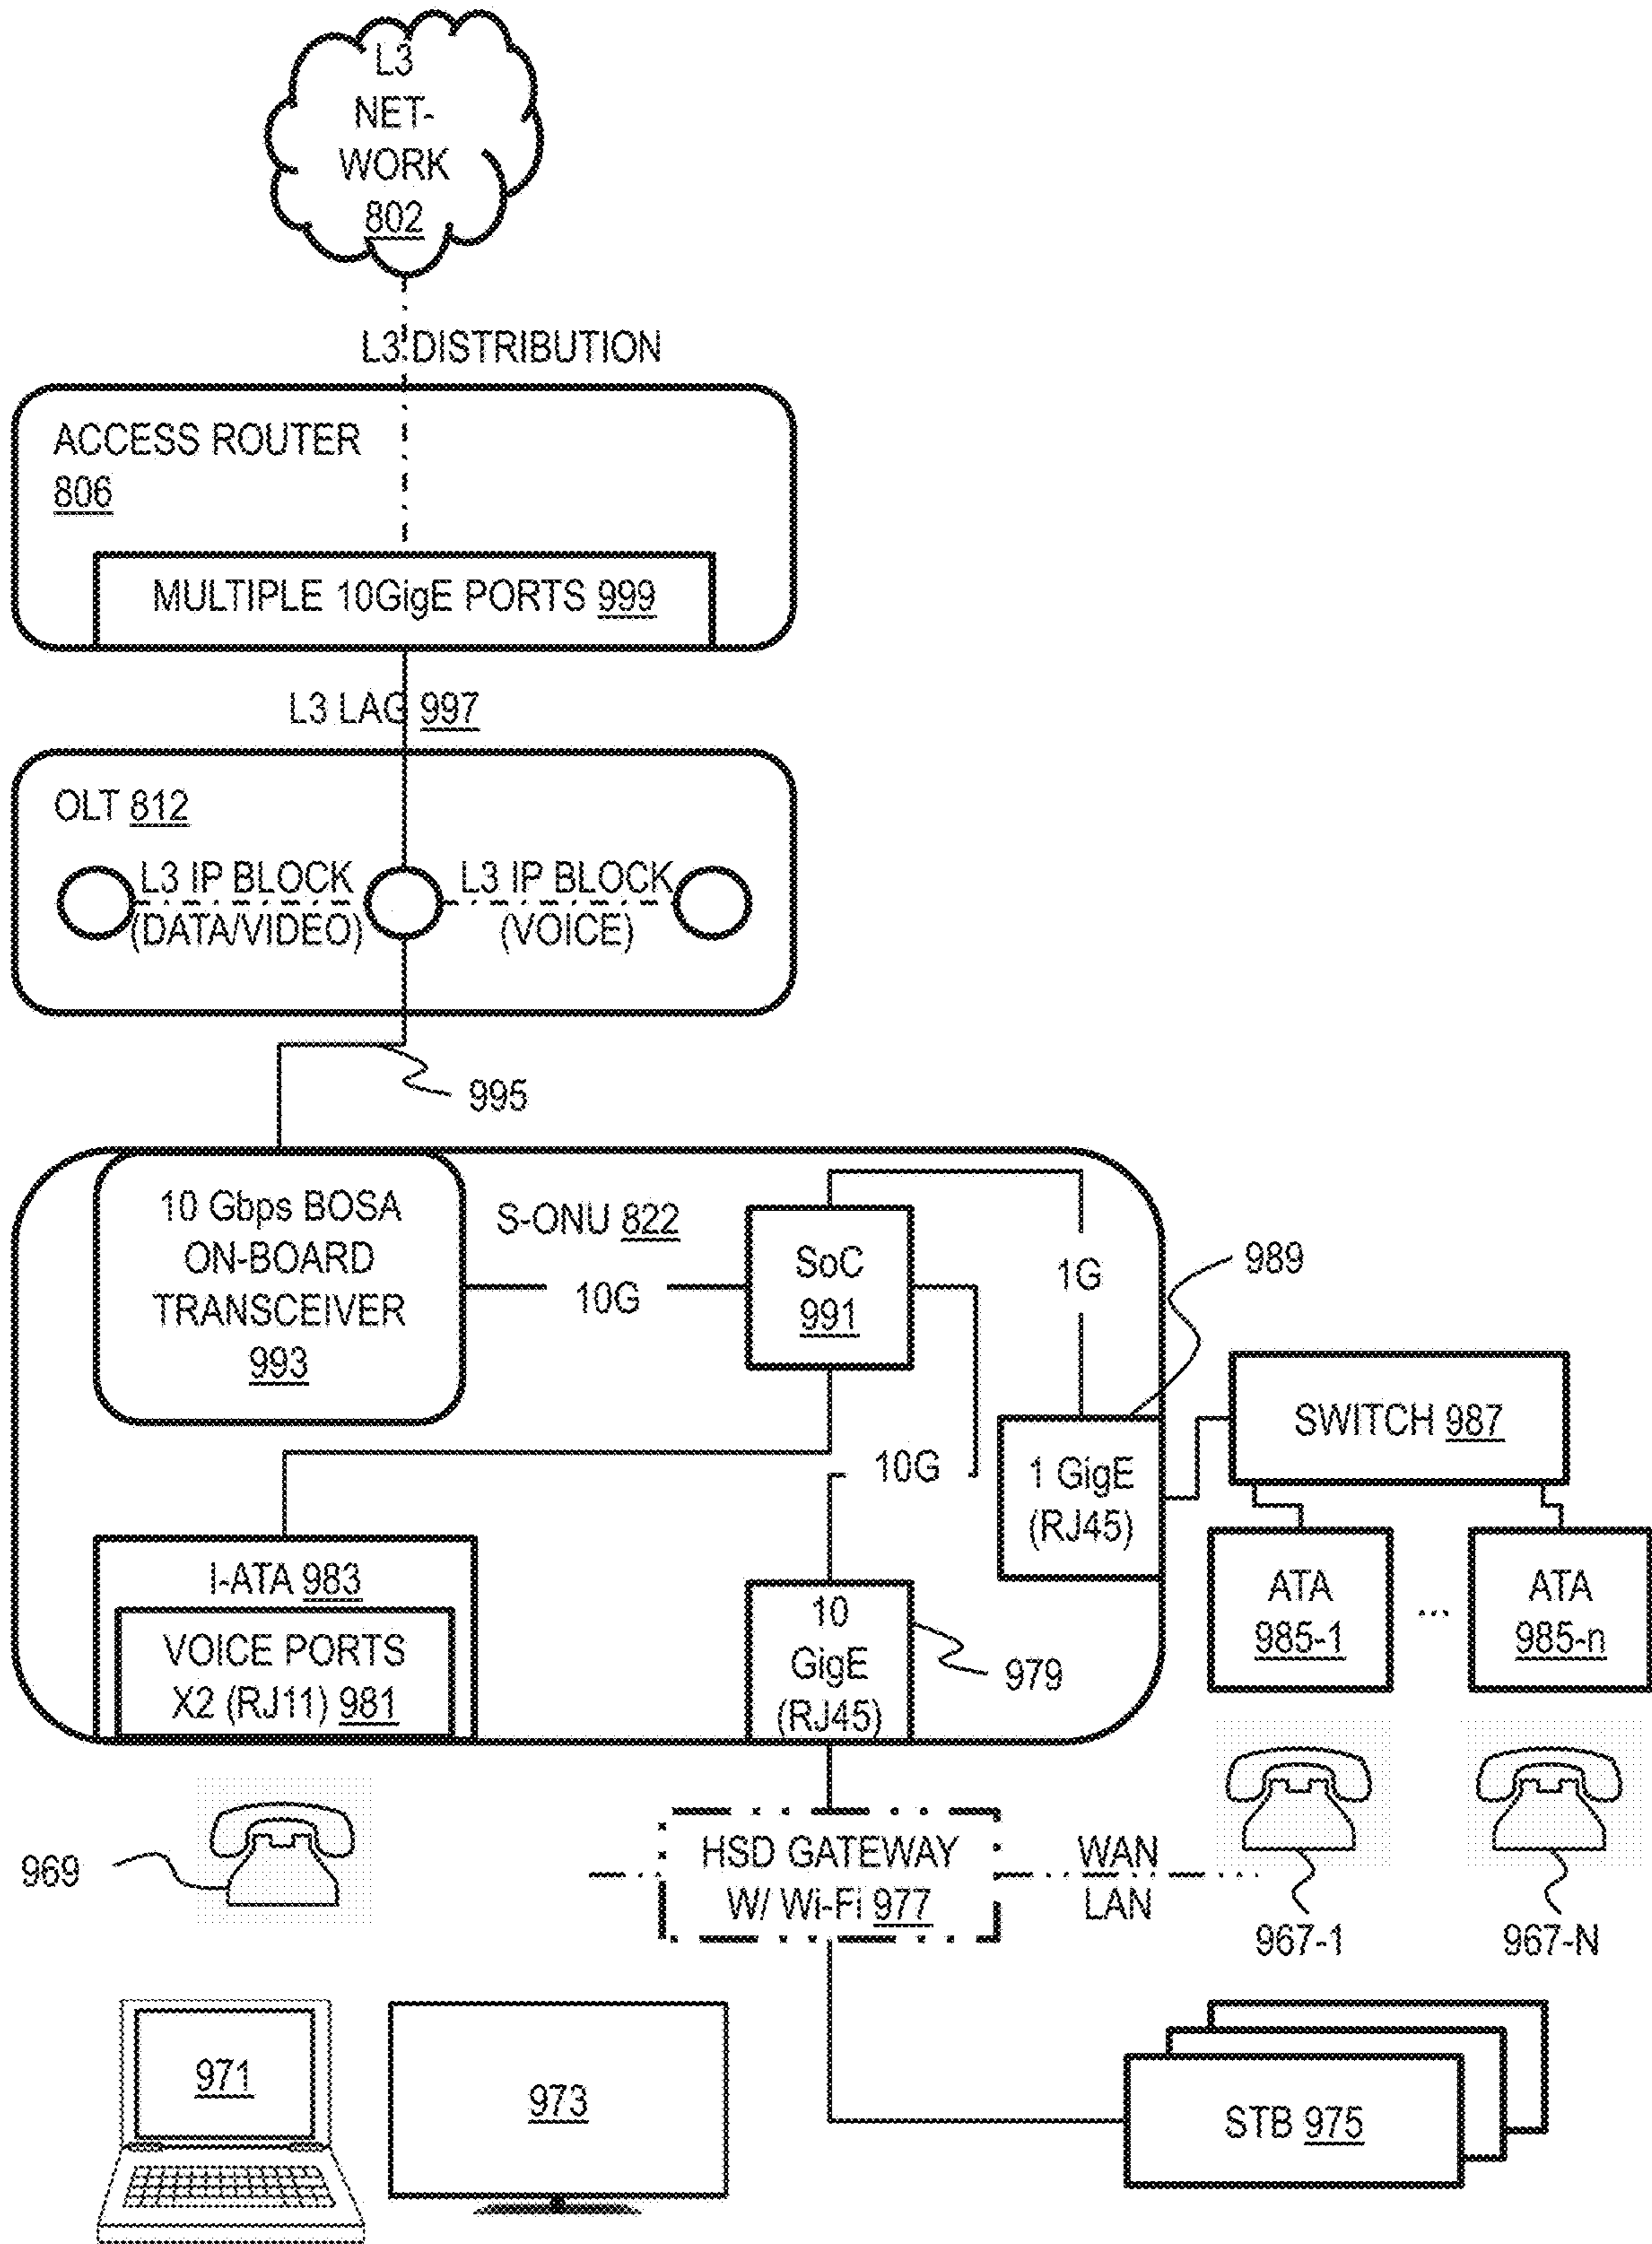 L3
NET-
WORK
802
L3 DISTRIBUTION
ACCESS ROUTER
806
MULTIPLE 10GigE PORTS 999
L3 LAG 997
OLT 812
L3 IP BLOCK
(DATA/VIDEO)
L3 IP BLOCK
(VOICE)
995
10 Gbps BOSA
ON-BOARD
TRANSCEIVER
993
S-ONU 822
10G
SoC
991
1G
989
10G
1 GigE
(RJ45)
SWITCH 987
ATA
985-1
...
ATA
985-n
I-ATA 983
VOICE PORTS
X2 (RJ11) 981
10
GigE
(RJ45)
979
969
HSD GATEWAY
W/ Wi-Fi 977
WAN
LAN
967-1
967-N
971
973
STB 975